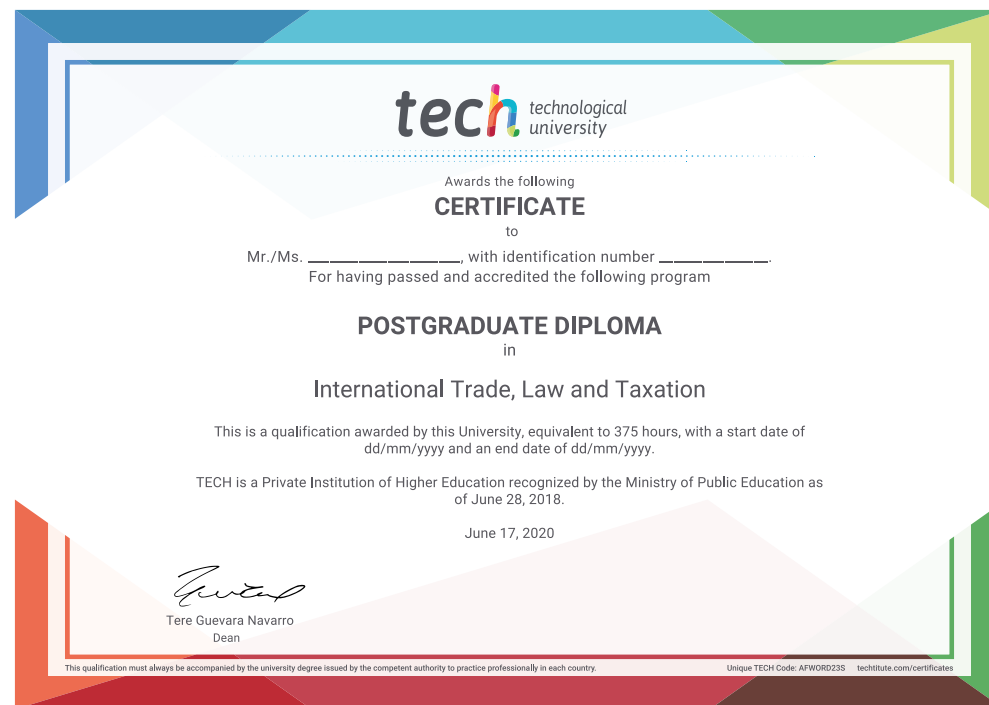 tech technological
university
Awards the following
CERTIFICATE
to
Mr./Ms. ____________________, with identification number ______________.
For having passed and accredited the following program
POSTGRADUATE DIPLOMA
in
International Trade, Law and Taxation
This is a qualification awarded by this University, equivalent to 375 hours, with a start date of
dd/mm/yyyy and an end date of dd/mm/yyyy.
TECH is a Private Institution of Higher Education recognized by the Ministry of Public Education as
of June 28, 2018.
June 17, 2020
Tere Guevara Navarro
Dean
This qualification must always be accompanied by the university degree issued by the competent authority to practice professionally in each country.
Unique TECH Code: AFWORD23S techtitute.com/certificates